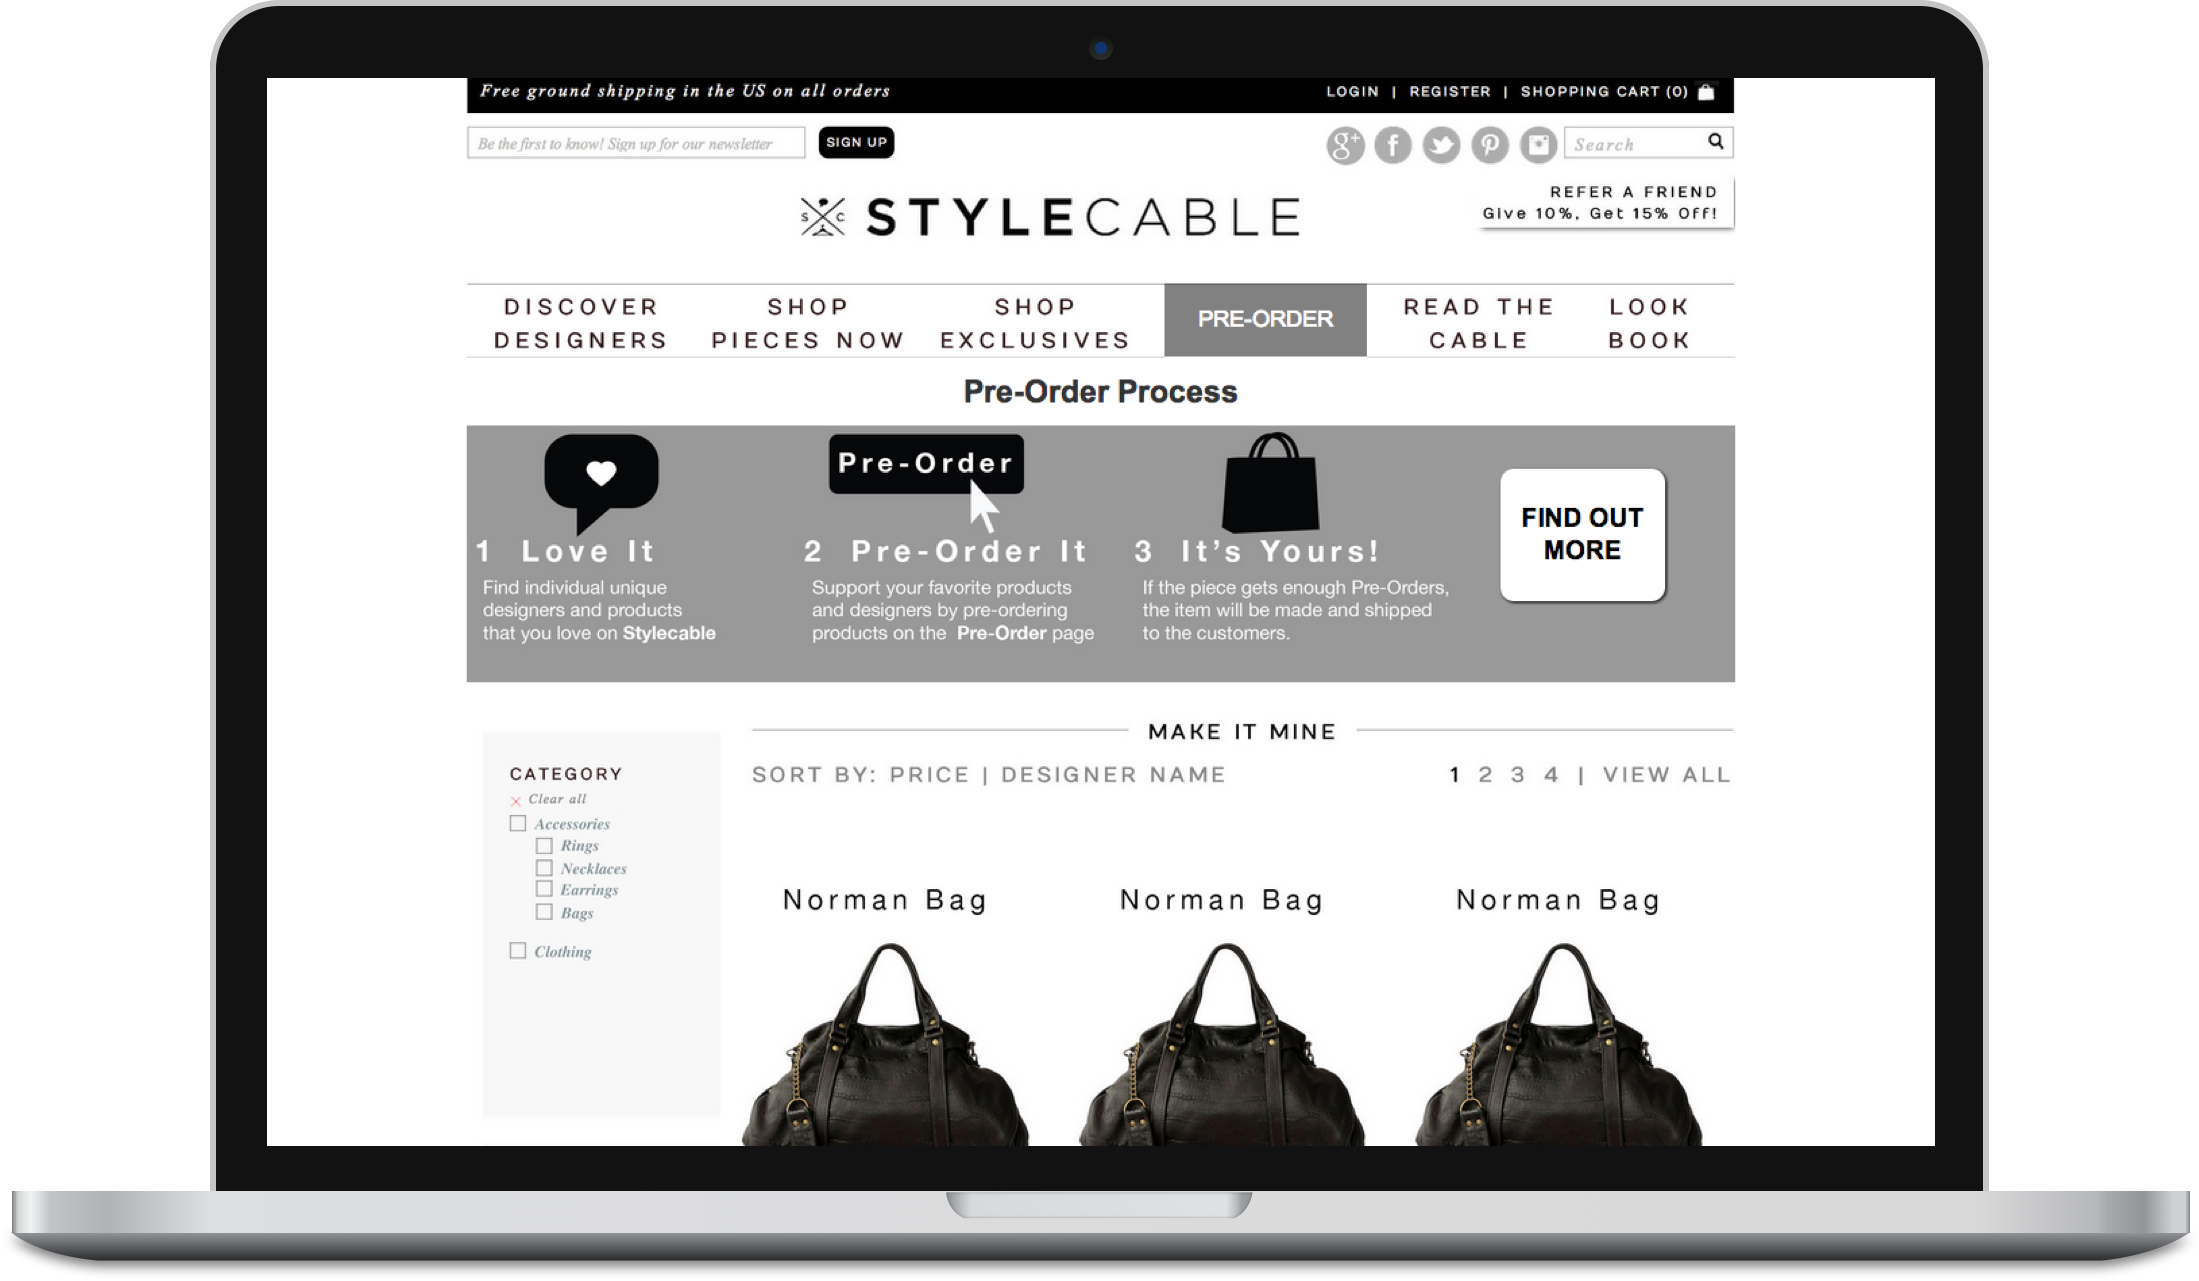 Free ground shipping in the US on all orders
LOGIN | REGISTER | SHOPPING CART (0)
Be the first to know! Sign up for our newsletter
SIGN UP
g+ f
Search
REFER A FRIEND
Give 10%, Get 15% Off!
S C
STYLECABLE
DISCOVER
DESIGNERS
SHOP
PIECES NOW
SHOP
EXCLUSIVES
PRE-ORDER
READ THE
CABLE
LOOK
BOOK
Pre-Order Process
1 Love It
Find individual unique
designers and products
that you love on Stylecable
Pre-Order
2 Pre-Order It
Support your favorite products
and designers by pre-ordering
products on the Pre-Order page
3 It's Yours!
If the piece gets enough Pre-Orders,
the item will be made and shipped
to the customers.
FIND OUT
MORE
CATEGORY
Clear all
Accessories
Rings
Necklaces
Earrings
Bags
Clothing
MAKE IT MINE
SORT BY: PRICE | DESIGNER NAME
1 2 3 4 | VIEW ALL
Norman Bag
Norman Bag
Norman Bag